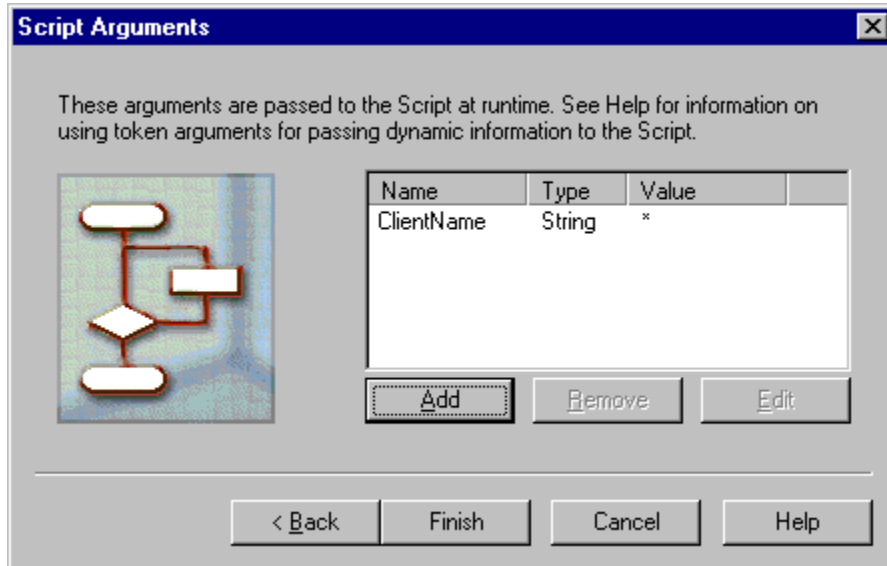 Script Arguments
These arguments are passed to the Script at runtime. See Help for information on
using token arguments for passing dynamic information to the Script.
Name Type Value
ClientName String *
Add Remove Edit
< Back Finish Cancel Help